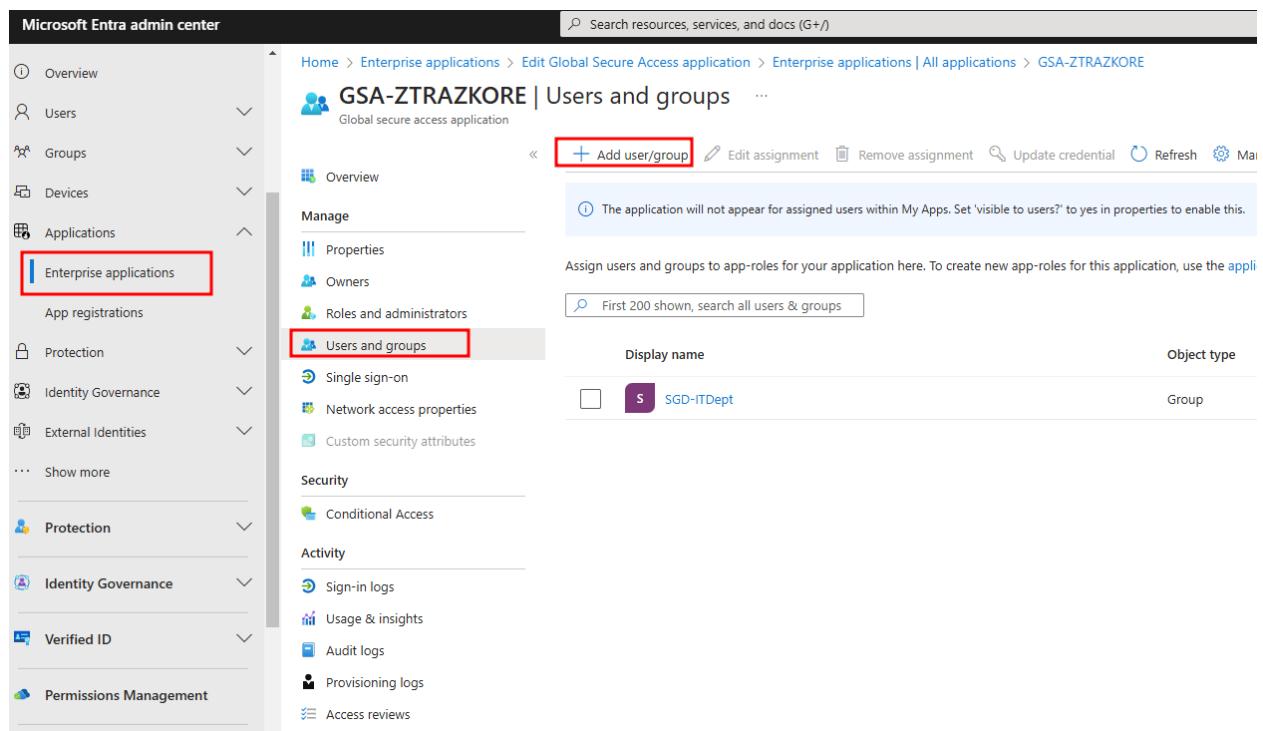 Microsoft Entra admin center
Search resources, services, and docs (G+/)
Overview
Users
Groups
Devices
Applications
Enterprise applications
App registrations
Protection
Identity Governance
External Identities
Show more
Protection
Identity Governance
Verified ID
Permissions Management
Home > Enterprise applications > Edit Global Secure Access application > Enterprise applications | All applications > GSA-ZTRAZKORE
GSA-ZTRAZKORE | Users and groups ...
Global secure access application
Overview
Manage
Properties
Owners
Roles and administrators
Users and groups
Single sign-on
Network access properties
Custom security attributes
Security
Conditional Access
Activity
Sign-in logs
Usage & insights
Audit logs
Provisioning logs
Access reviews
Add user/group Edit assignment Remove assignment Update credential Refresh Ma
The application will not appear for assigned users within My Apps. Set 'visible to users?' to yes in properties to enable this.
Assign users and groups to app-roles for your application here. To create new app-roles for this application, use the appli
First 200 shown, search all users & groups
Display name Object type
S SGD-ITDept Group